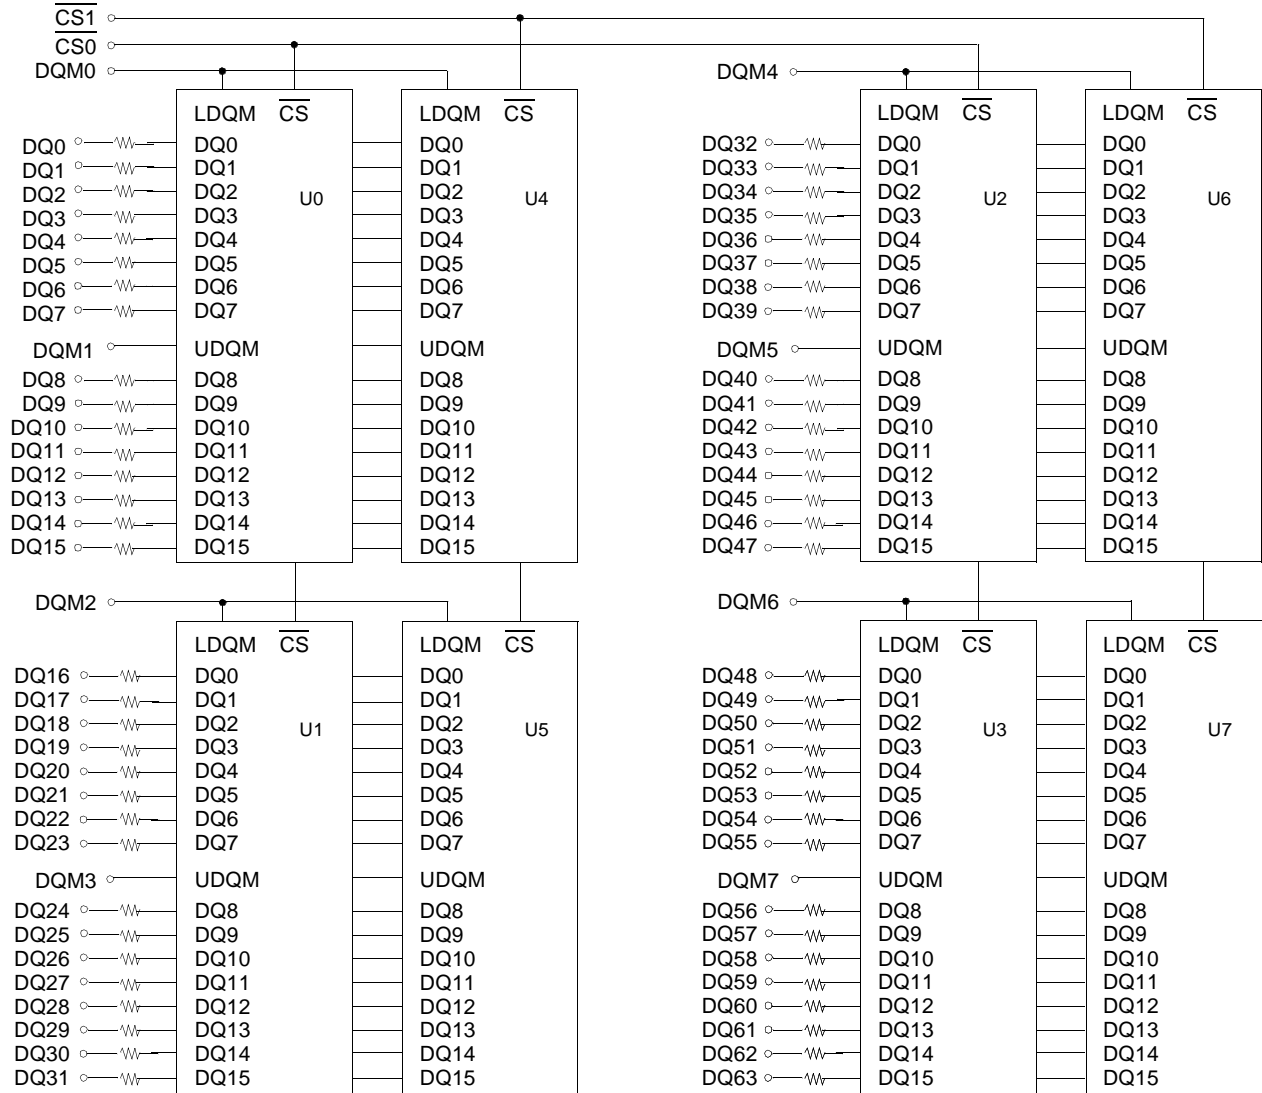 CS1
CS0
DQM0 DQM4
LDQM CS LDQM CS LDQM CS LDQM CS
DQ0 DQ0 DQ0 DQ32 DQ0 DQ0
DQ1 DQ1 DQ1 DQ33 DQ1 DQ1
DQ2 DQ2 U0 DQ2 U4 DQ34 DQ2 U2 DQ2 U6
DQ3 DQ3 DQ3 DQ35 DQ3 DQ3
DQ4 DQ4 DQ4 DQ36 DQ4 DQ4
DQ5 DQ5 DQ5 DQ37 DQ5 DQ5
DQ6 DQ6 DQ6 DQ38 DQ6 DQ6
DQ7 DQ7 DQ7 DQ39 DQ7 DQ7
DQM1 UDQM UDQM DQM5 UDQM UDQM
DQ8 DQ8 DQ8 DQ40 DQ8 DQ8
DQ9 DQ9 DQ9 DQ41 DQ9 DQ9
DQ10 DQ10 DQ10 DQ42 DQ10 DQ10
DQ11 DQ11 DQ11 DQ43 DQ11 DQ11
DQ12 DQ12 DQ12 DQ44 DQ12 DQ12
DQ13 DQ13 DQ13 DQ45 DQ13 DQ13
DQ14 DQ14 DQ14 DQ46 DQ14 DQ14
DQ15 DQ15 DQ15 DQ47 DQ15 DQ15
DQM2 DQM6
LDQM CS LDQM CS LDQM CS LDQM CS
DQ16 DQ0 DQ0 DQ48 DQ0 DQ0
DQ17 DQ1 DQ1 DQ49 DQ1 DQ1
DQ18 DQ2 U1 DQ2 U5 DQ50 DQ2 U3 DQ2 U7
DQ19 DQ3 DQ3 DQ51 DQ3 DQ3
DQ20 DQ4 DQ4 DQ52 DQ4 DQ4
DQ21 DQ5 DQ5 DQ53 DQ5 DQ5
DQ22 DQ6 DQ6 DQ54 DQ6 DQ6
DQ23 DQ7 DQ7 DQ55 DQ7 DQ7
DQM3 UDQM UDQM DQM7 UDQM UDQM
DQ24 DQ8 DQ8 DQ56 DQ8 DQ8
DQ25 DQ9 DQ9 DQ57 DQ9 DQ9
DQ26 DQ10 DQ10 DQ58 DQ10 DQ10
DQ27 DQ11 DQ11 DQ59 DQ11 DQ11
DQ28 DQ12 DQ12 DQ60 DQ12 DQ12
DQ29 DQ13 DQ13 DQ61 DQ13 DQ13
DQ30 DQ14 DQ14 DQ62 DQ14 DQ14
DQ31 DQ15 DQ15 DQ63 DQ15 DQ15